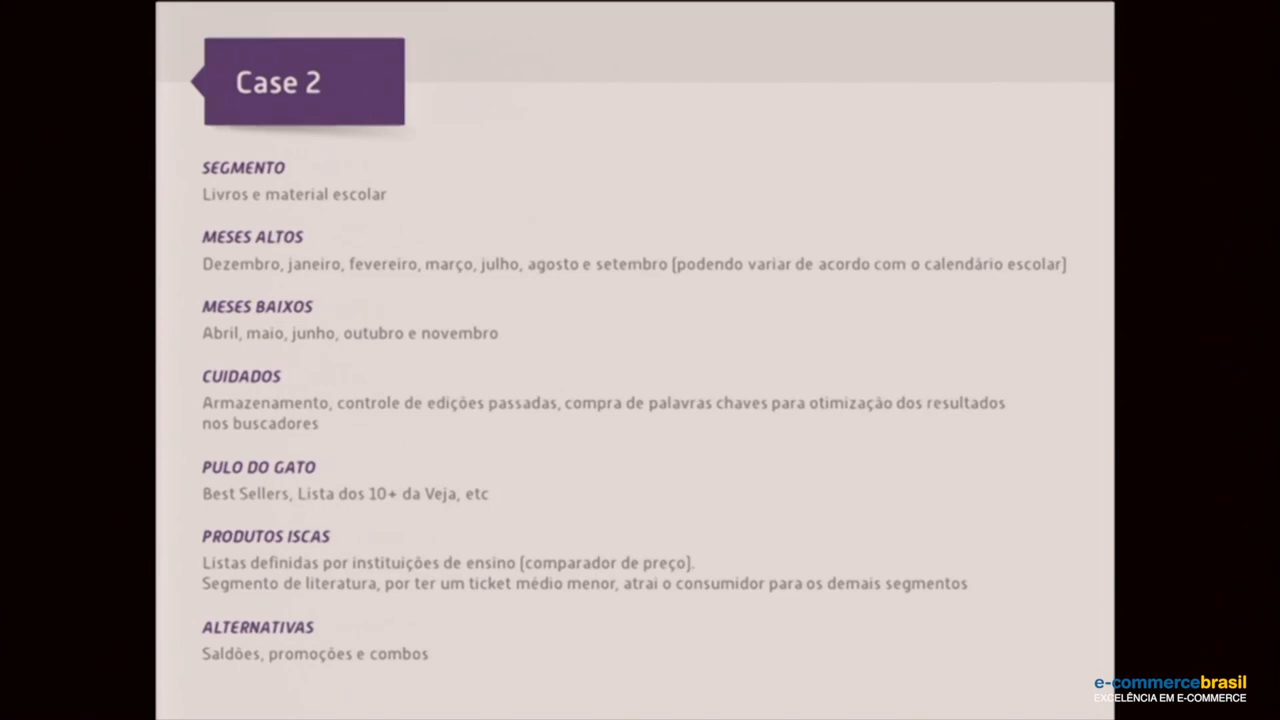 Case 2
SEGMENTO
Livros e material escolar
MESES ALTOS
Dezembro, janeiro, fevereiro, março, julho, agosto e setembro (podendo variar de acordo com o calendário escolar)
MESES BAIXOS
Abril, maio, junho, outubro e novembro
CUIDADOS
Armazenamento, controle de edições passadas, compra de palavras chaves para otimização dos resultados
nos buscadores
PULO DO GATO
Best Sellers, Lista dos 10+ da Veja, etc
PRODUTOS ISCAS
Listas definidas por instituições de ensino (comparador de preço).
Segmento de literatura, por ter um ticket médio menor, atrai o consumidor para os demais segmentos
ALTERNATIVAS
Saldões, promoções e combos
e-commercebrasil
EXCELÊNCIA EM E-COMMERCE